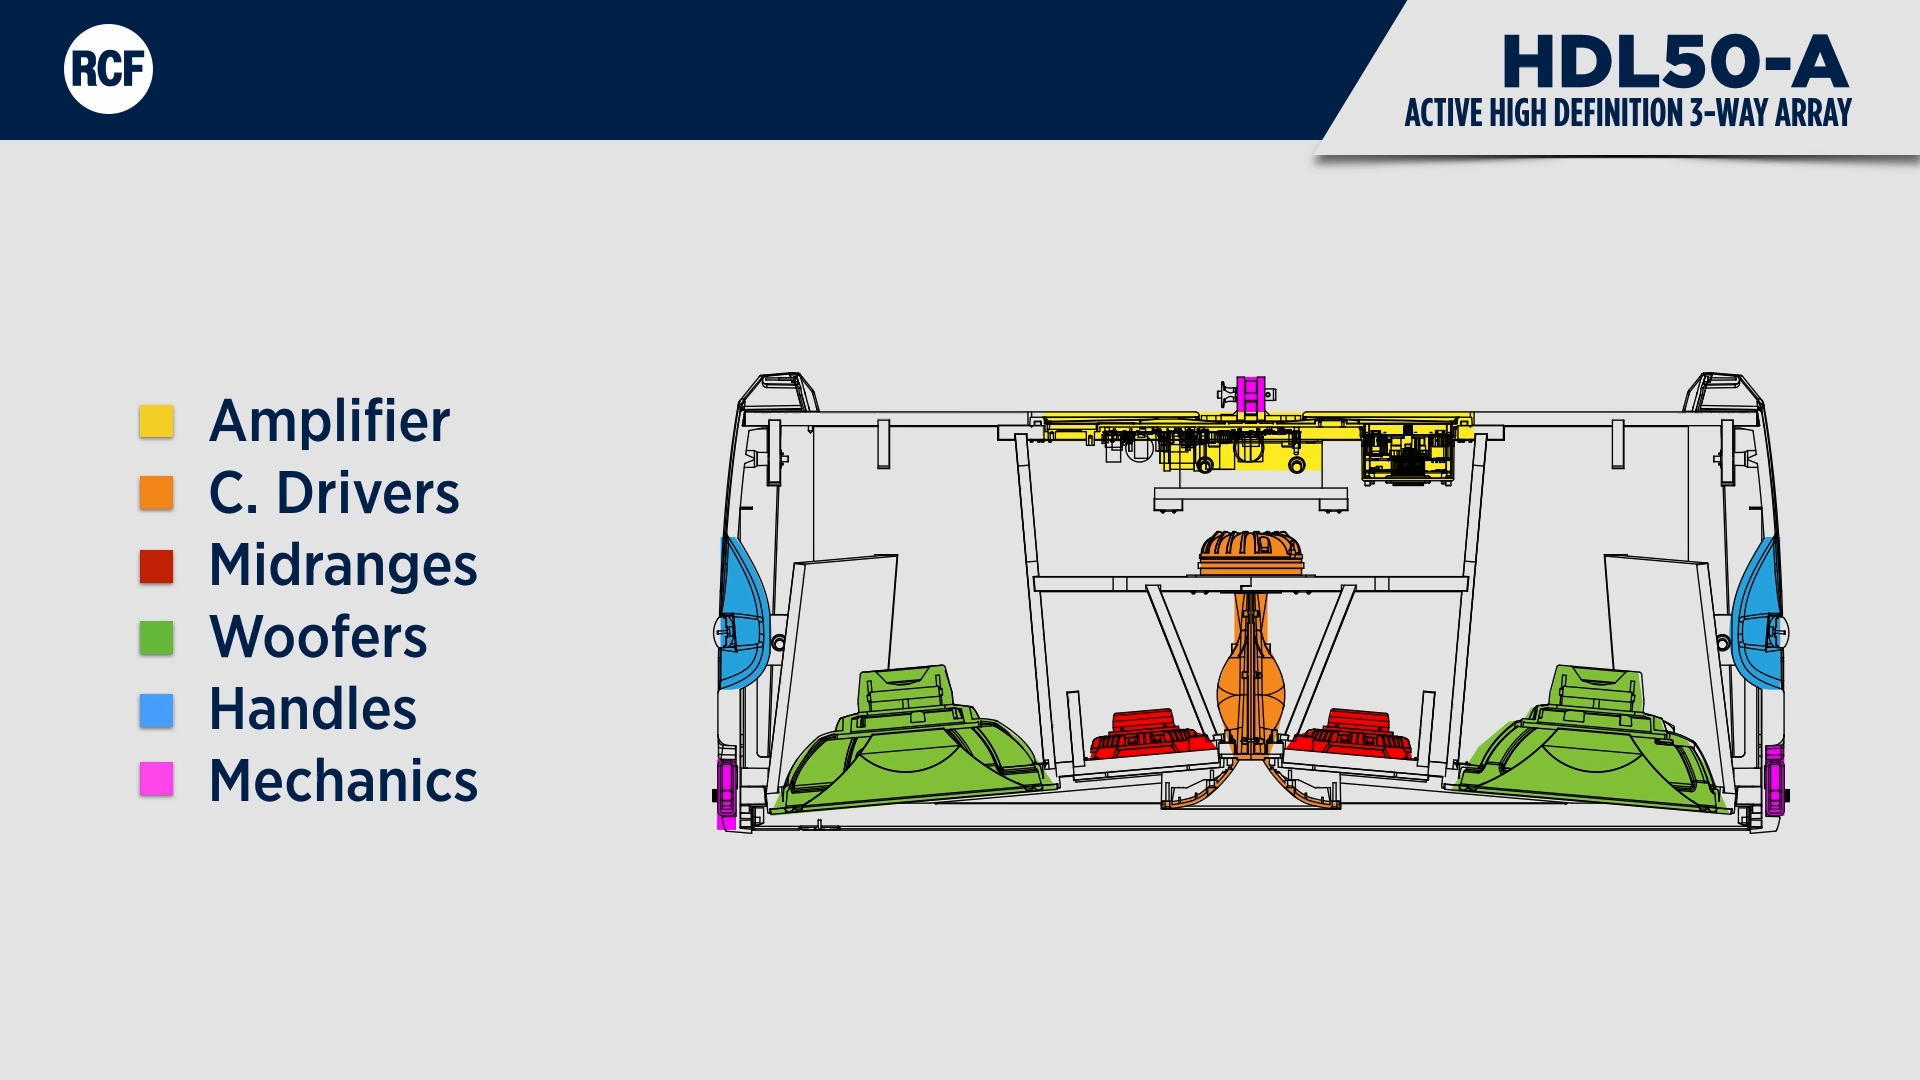 RCF
HDL50-A
ACTIVE HIGH DEFINITION 3-WAY ARRAY
Amplifier
C. Drivers
Midranges
Woofers
Handles
Mechanics